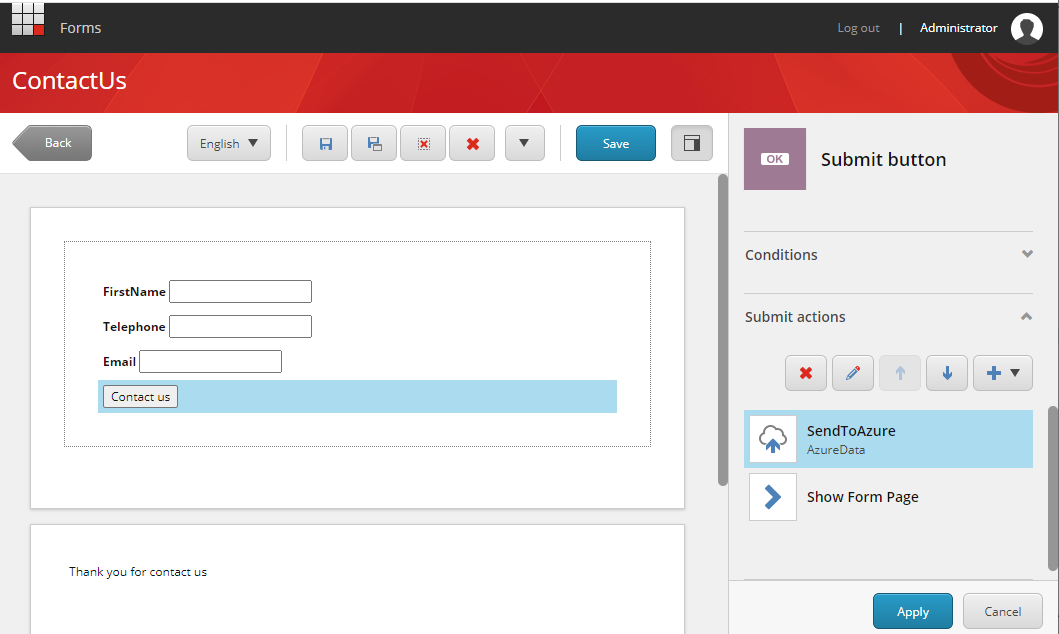 Forms
Log out | Administrator
ContactUs
Back
English
Save
OK
Submit button
Conditions
Submit actions
FirstName
Telephone
Email
Contact us
SendToAzure
AzureData
Show Form Page
Thank you for contact us
Apply
Cancel